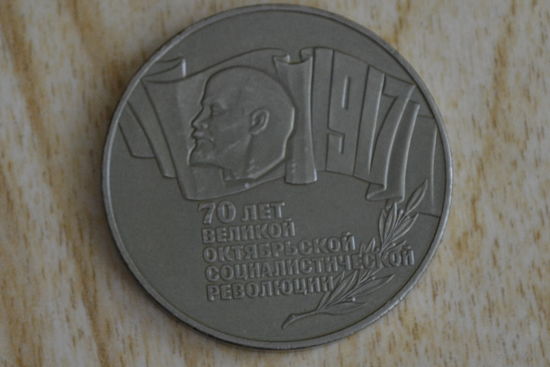 1917
70 ЛЕТ
ВЕЛИКОЙ
ОКТЯБРЬСКОЙ
СОЦИАЛИСТИЧЕСКОЙ
РЕВОЛЮЦИИ